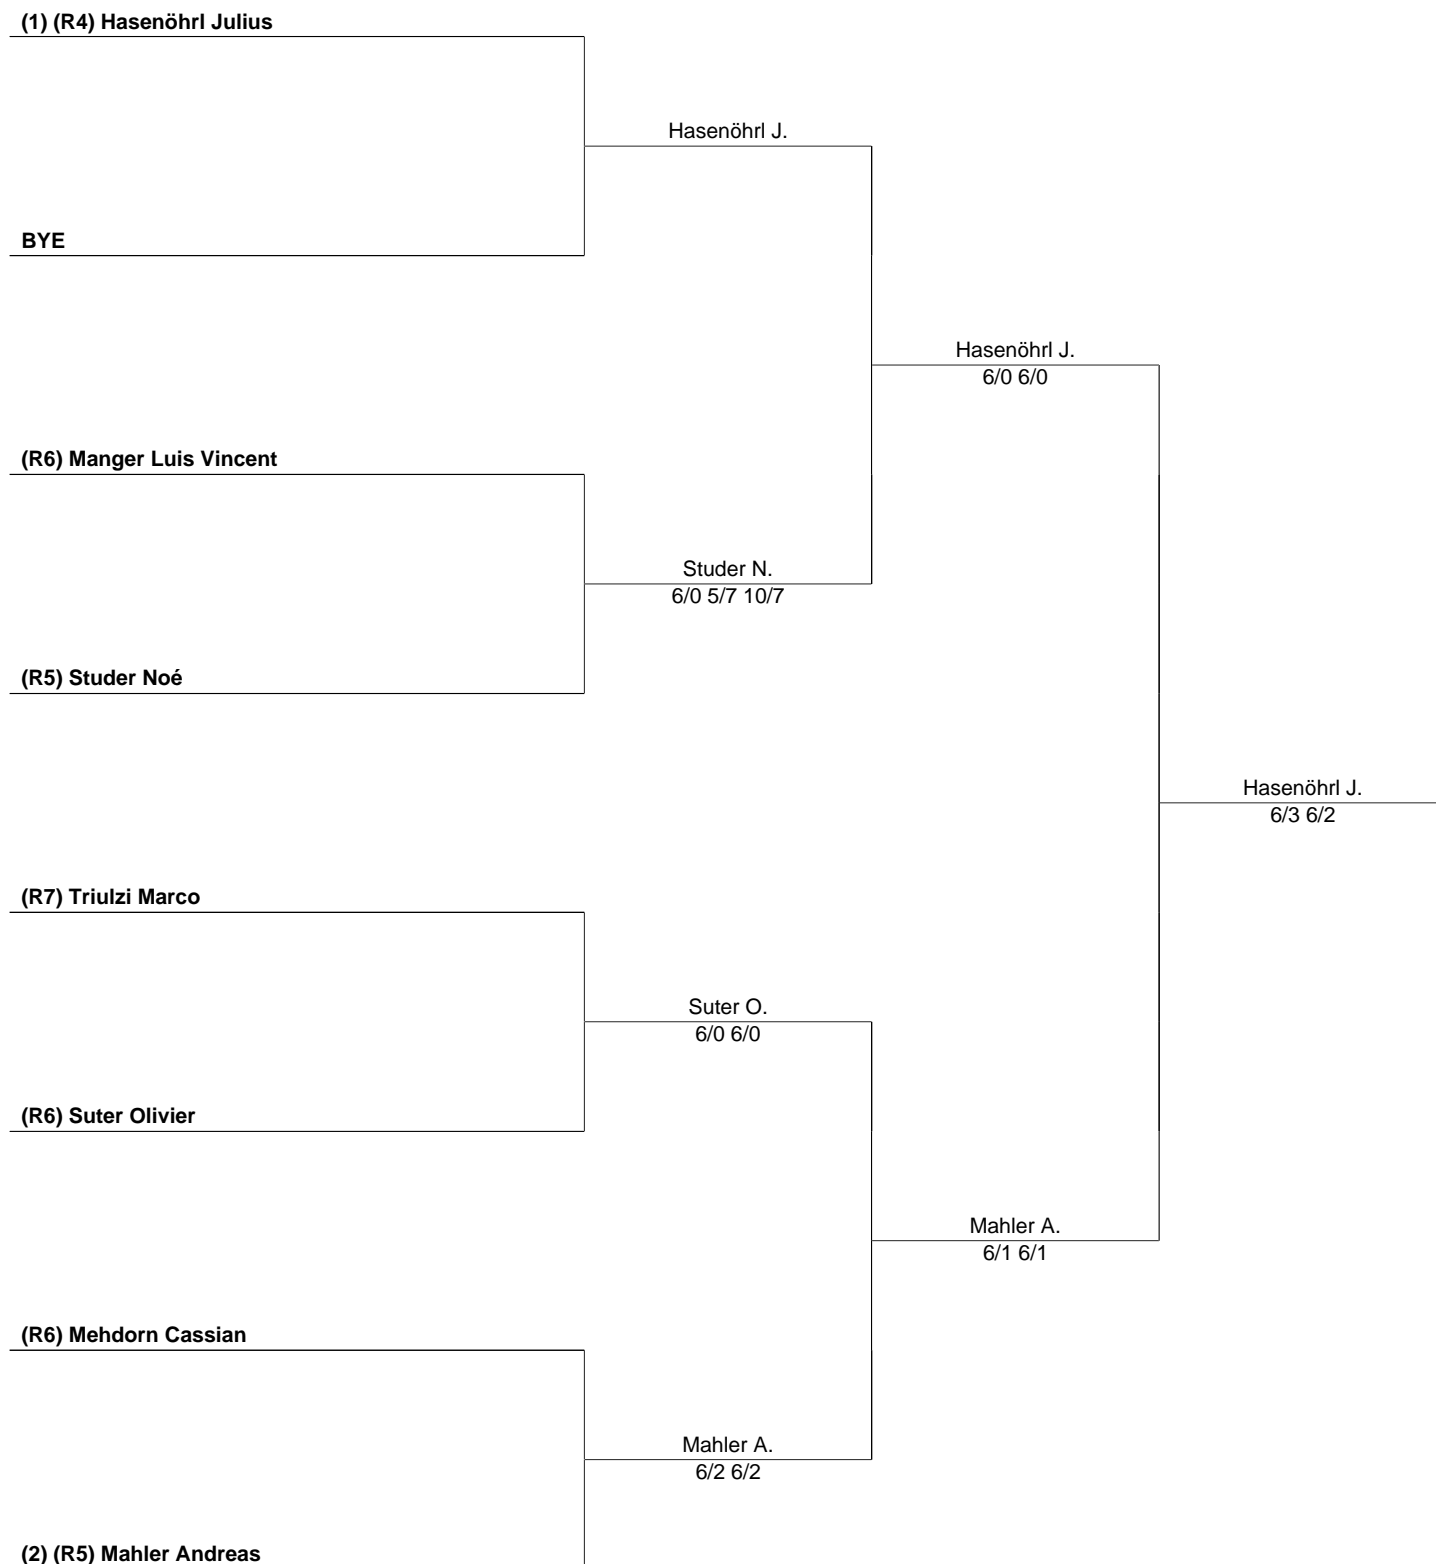 (1) (R4) Hasenöhrl Julius
Hasenöhrl J.
BYE
Hasenöhrl J.
6/0 6/0
(R6) Manger Luis Vincent
Studer N.
6/0 5/7 10/7
(R5) Studer Noé
Hasenöhrl J.
6/3 6/2
(R7) Triulzi Marco
Suter O.
6/0 6/0
(R6) Suter Olivier
Mahler A.
6/1 6/1
(R6) Mehdorn Cassian
Mahler A.
6/2 6/2
(2) (R5) Mahler Andreas